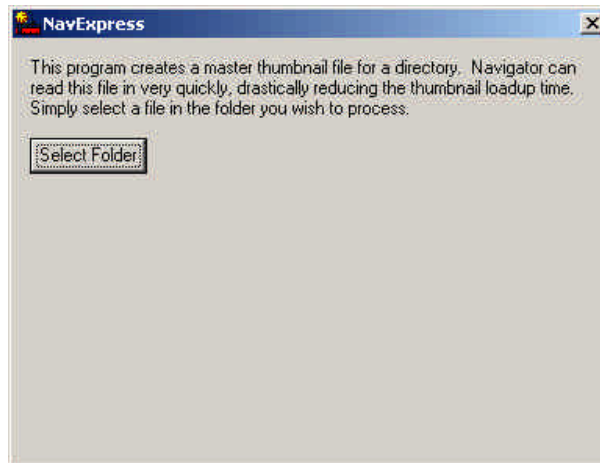 NavExpress
This program creates a master thumbnail file for a directory. Navigator can
read this file in very quickly, drastically reducing the thumbnail loadup time.
Simply select a file in the folder you wish to process.
Select Folder